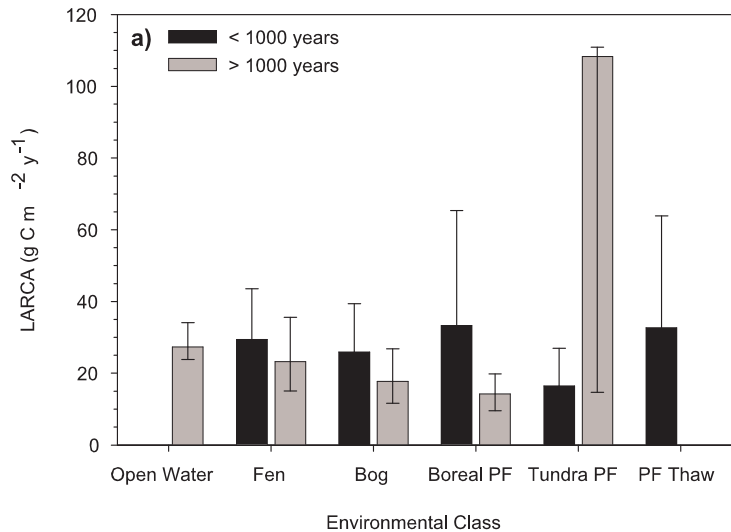 a)
< 1000 years
> 1000 years
LARCA (g C m -2 y-1)
120
100
80
60
40
20
0
Open Water
Fen
Bog
Boreal PF
Tundra PF
PF Thaw
Environmental Class